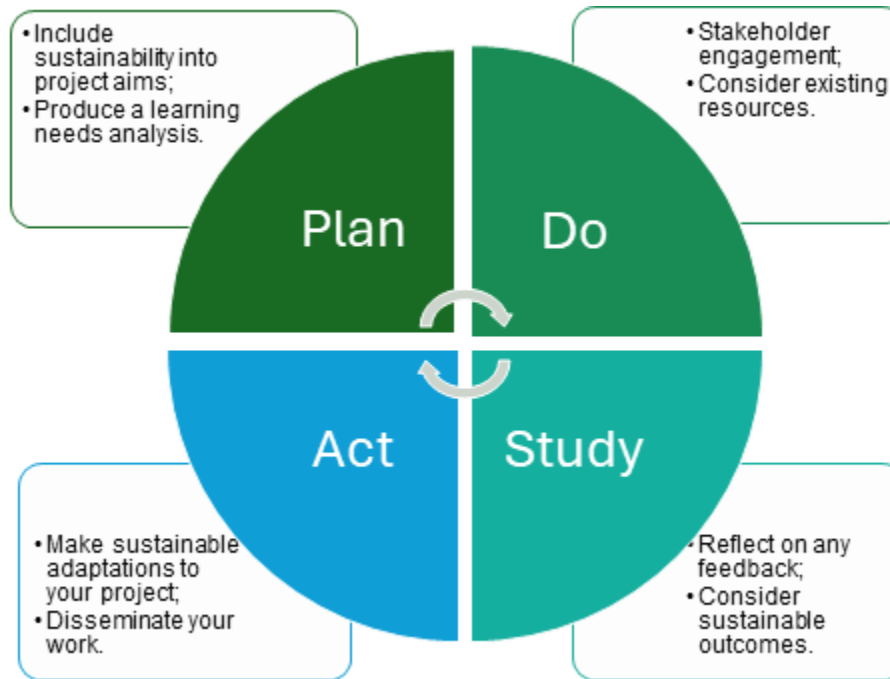 • Include
sustainability into
project aims;
• Produce a learning
needs analysis.
• Stakeholder
engagement;
• Consider existing
resources.
Plan
Do
Act
Study
• Make sustainable
adaptations to
your project;
• Disseminate your
work.
• Reflect on any
feedback;
• Consider
sustainable
outcomes.